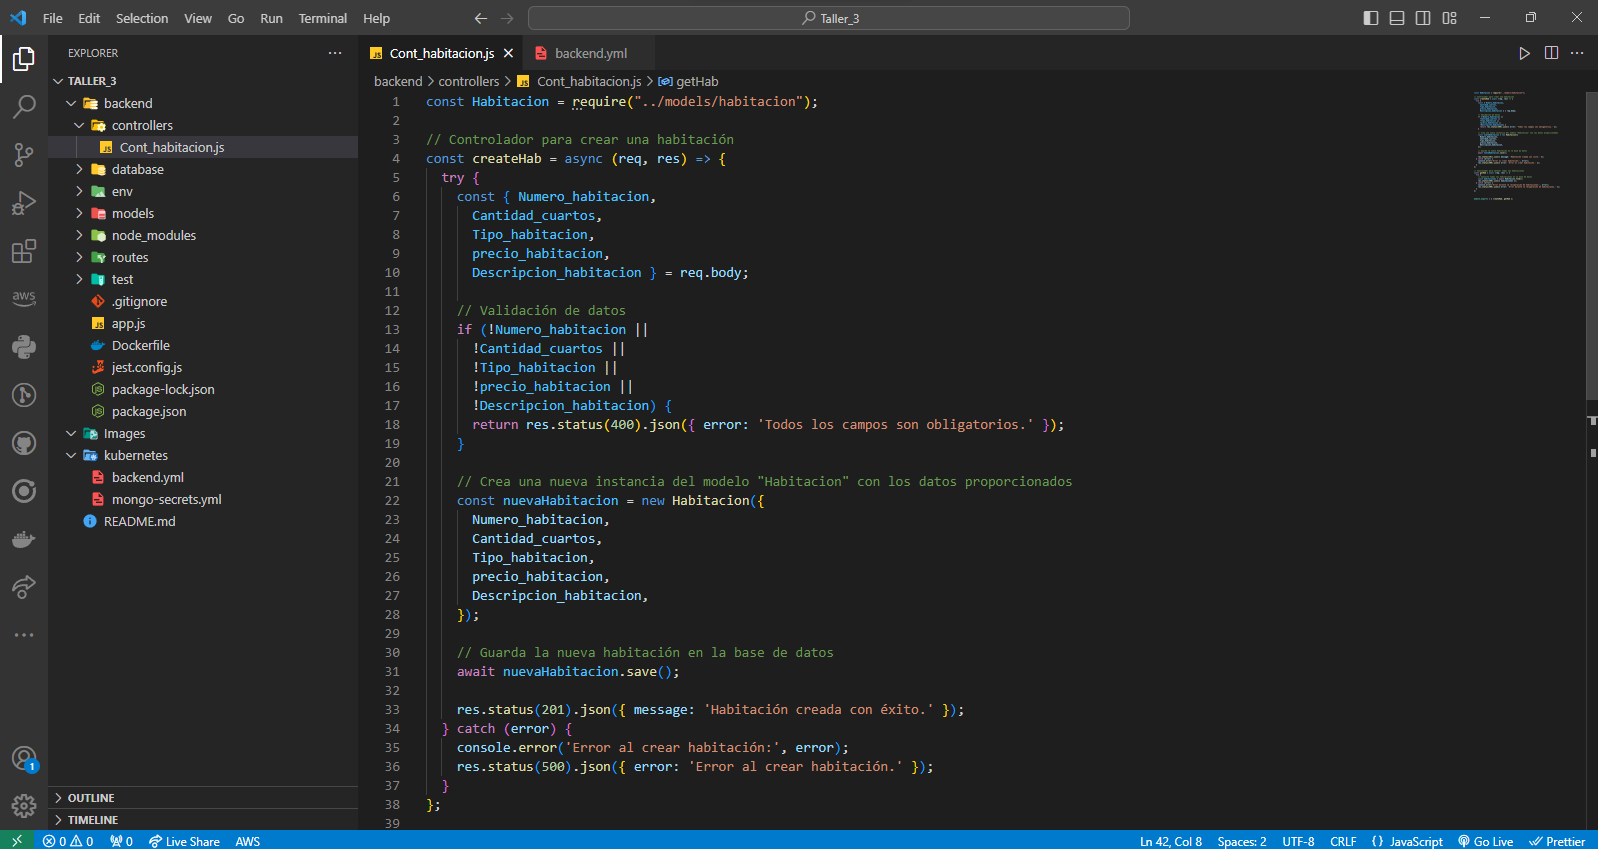 File Edit Selection View Go Run Terminal Help
Taller_3
EXPLORER
TALLER_3
backend
controllers
Cont_habitacion.js
database
env
models
node_modules
routes
test
.gitignore
app.js
Dockerfile
jest.config.js
package-lock.json
package.json
Images
kubernetes
backend.yml
mongo-secrets.yml
README.md
OUTLINE
TIMELINE
aws
1
Cont_habitacion.js backend.yml
backend > controllers > Cont_habitacion.js > getHab
1 const Habitacion = require("../models/habitacion");
2
3 // Controlador para crear una habitación
4 const createHab = async (req, res) => {
5 try {
6 const { Numero_habitacion,
7 Cantidad_cuartos,
8 Tipo_habitacion,
9 precio_habitacion,
10 Descripcion_habitacion } = req.body;
11
12 // Validación de datos
13 if (!Numero_habitacion ||
14 !Cantidad_cuartos ||
15 !Tipo_habitacion ||
16 !precio_habitacion ||
17 !Descripcion_habitacion) {
18 return res.status(400).json({ error: 'Todos los campos son obligatorios.' });
19 }
20
21 // Crea una nueva instancia del modelo "Habitacion" con los datos proporcionados
22 const nuevaHabitacion = new Habitacion({
23 Numero_habitacion,
24 Cantidad_cuartos,
25 Tipo_habitacion,
26 precio_habitacion,
27 Descripcion_habitacion,
28 });
29
30 // Guarda la nueva habitación en la base de datos
31 await nuevaHabitacion.save();
32
33 res.status(201).json({ message: 'Habitación creada con éxito.' });
34 } catch (error) {
35 console.error('Error al crear habitación:', error);
36 res.status(500).json({ error: 'Error al crear habitación.' });
37 }
38 };
39
0 0 0 Live Share AWS Ln 42, Col 8 Spaces: 2 UTF-8 CRLF {} JavaScript Go Live Prettier